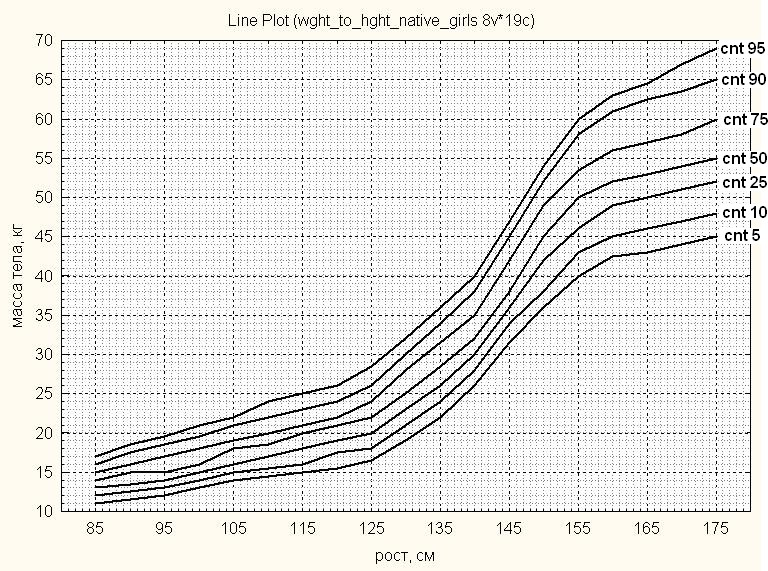 Line Plot (wght_to_hght_native_girls 8v*19c)
70
65
60
55
50
45
40
35
30
25
20
15
10
масса тела, кг
cnt 95
cnt 90
cnt 75
cnt 50
cnt 25
cnt 10
cnt 5
85 95 105 115 125 135 145 155 165 175
рост, см